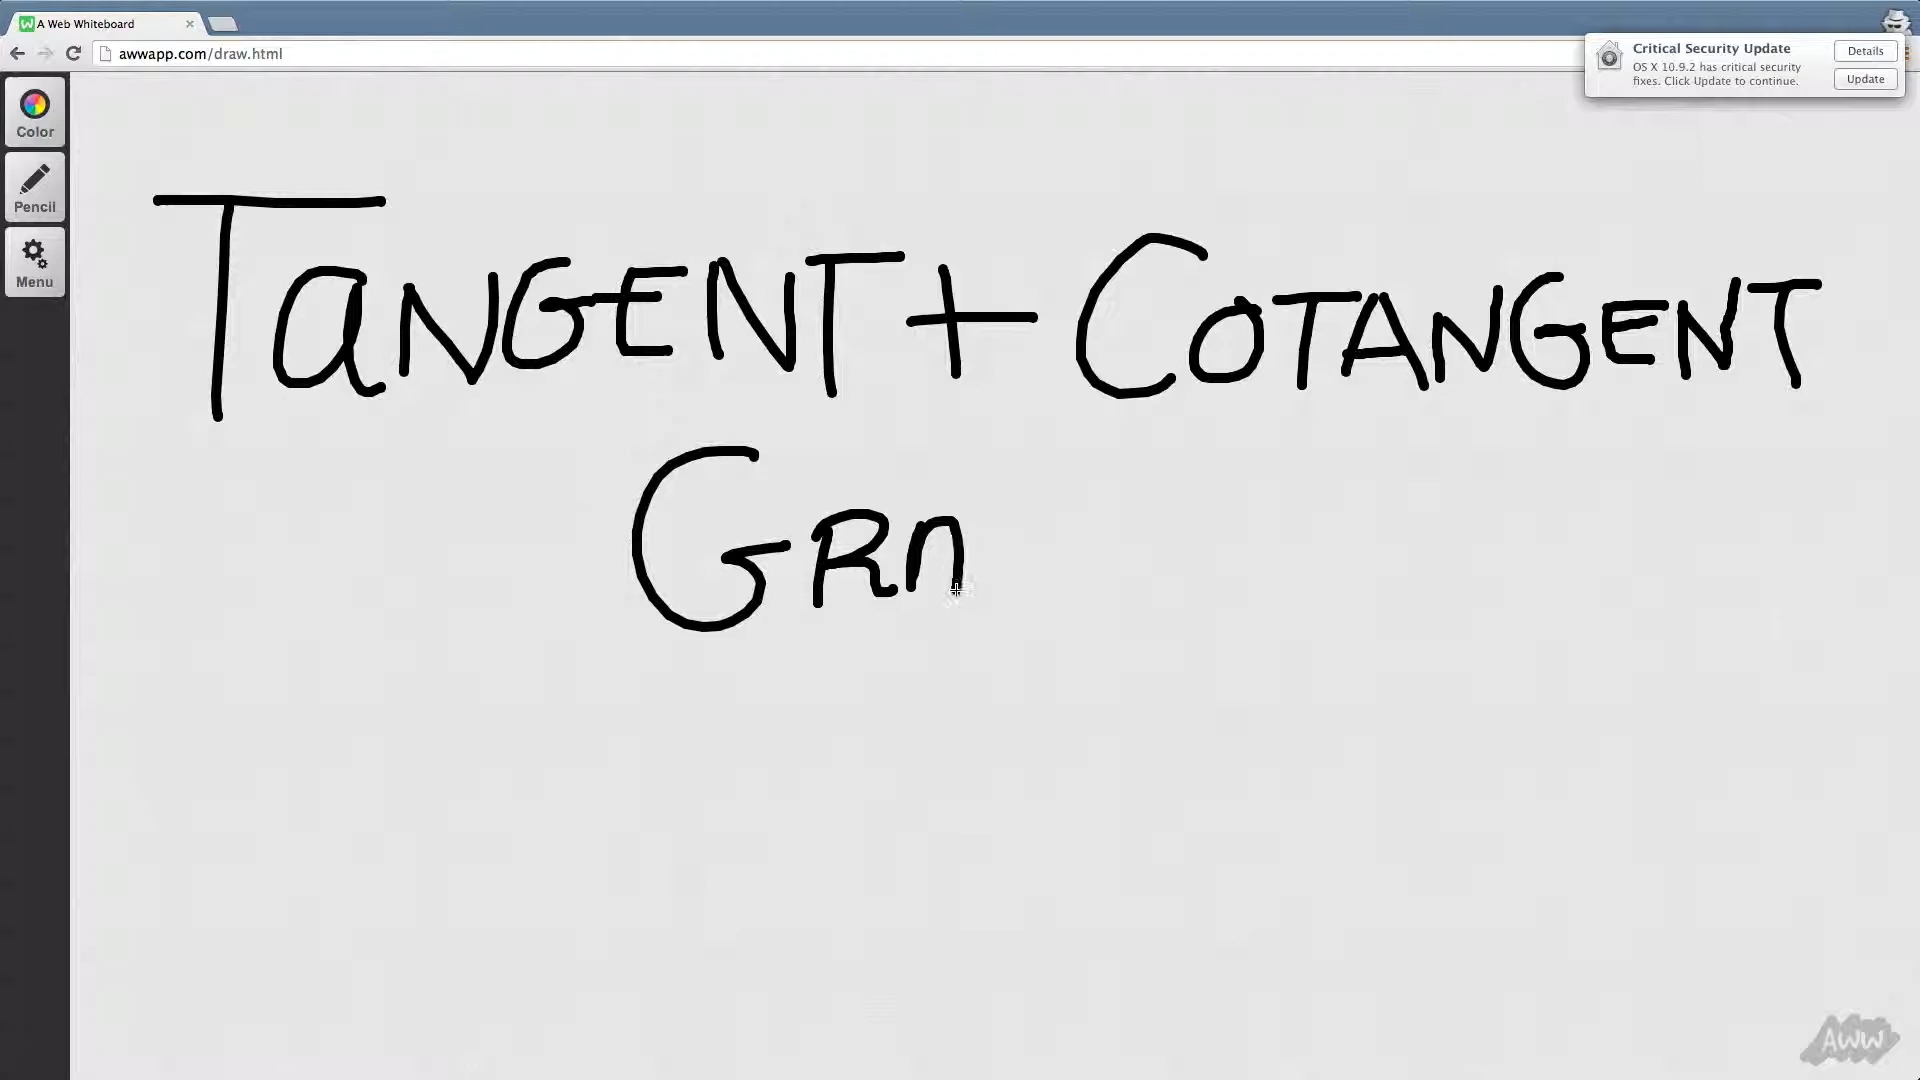 A Web Whiteboard
awwapp.com/draw.html
Critical Security Update
OS X 10.9.2 has critical security
fixes. Click Update to continue.
Details
Update
Color
Pencil
Menu
TaNGENT + COTANGENT
GRn
AWW